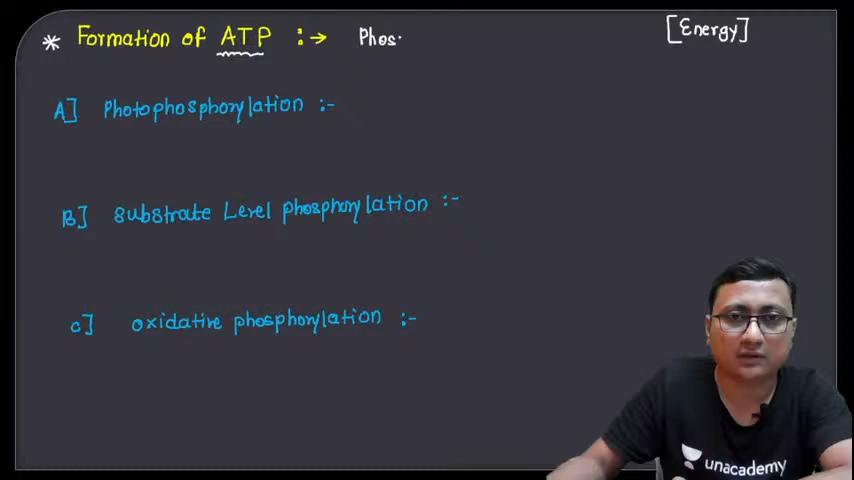 * Formation of ATP :→ Phos. [Energy]
A] Photophosphorylation :-
B] Substrate Level phosphorylation :-
C] oxidative phosphorylation :-
unacademy